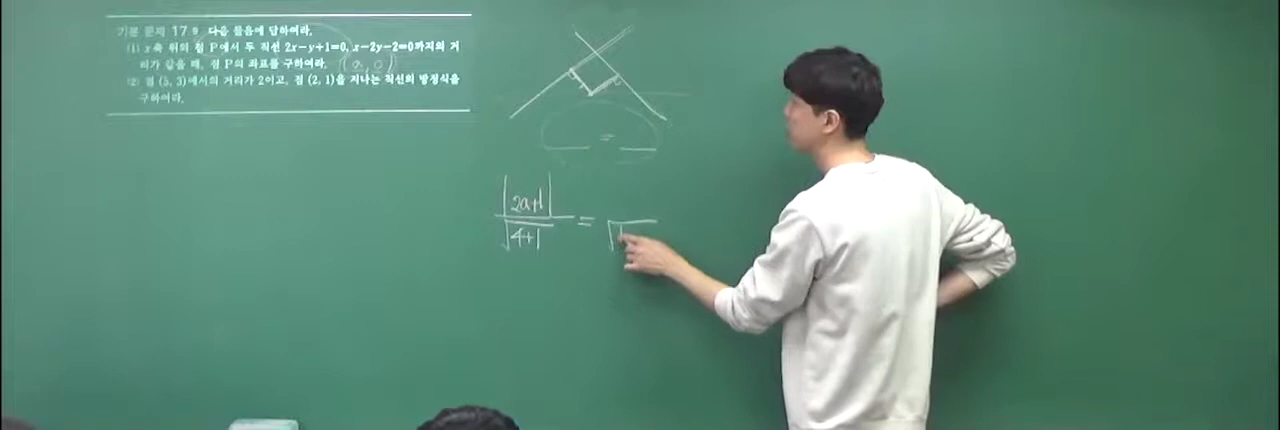 기본 문제 17-9 다음 물음에 답하여라.
(1) x축 위의 점 P에서 두 직선 2x-y+1=0, x-2y-2=0까지의 거
리가 같을 때, 점 P의 좌표를 구하여라. (a, 0)
(2) 점 (5, 3)에서의 거리가 2이고, 점 (2, 1)을 지나는 직선의 방정식을
구하여라.
=
|2a+1|
√4+1 = √1